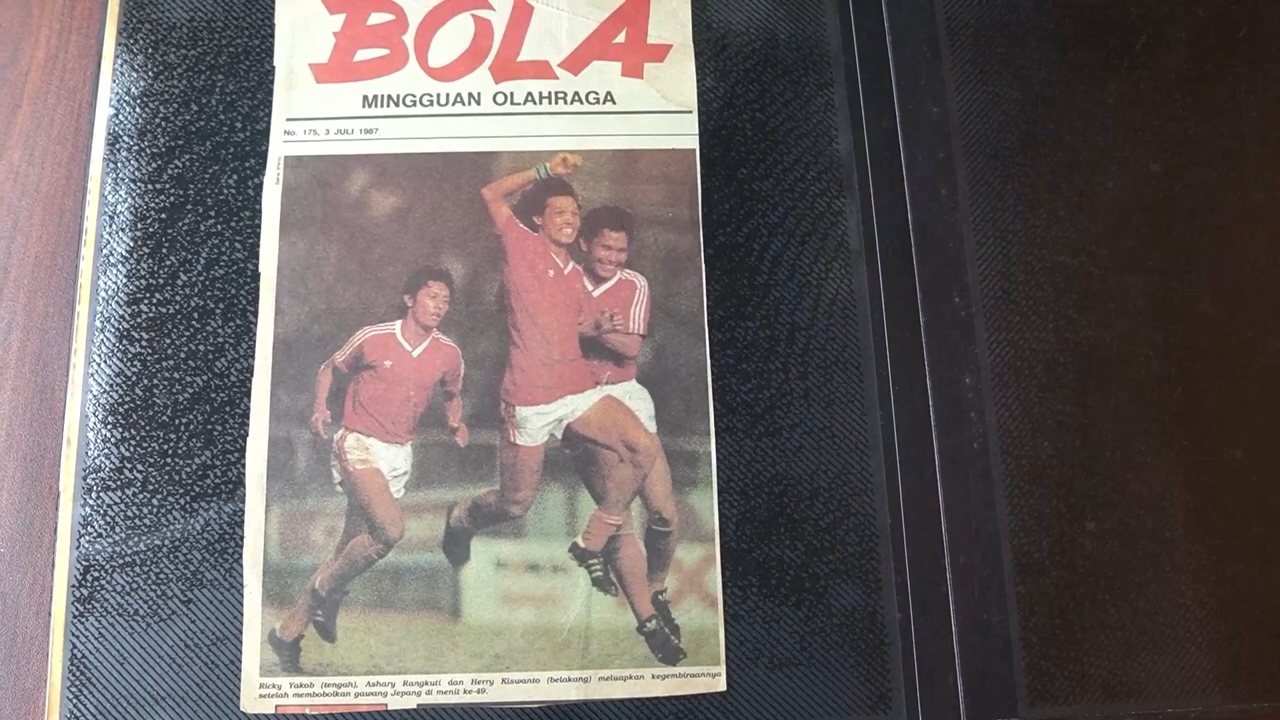 BOLA
MINGGUAN OLAHRAGA
No. 175, 3 JULI 1987
Ricky Yakob (tengah), Ashary Rangkuti dan Herry Kiswanto (belakang) meluapkan kegembiraannya
setelah membobolkan gawang Jepang di menit ke-49.